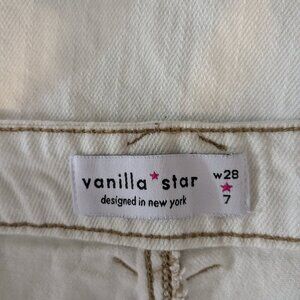 vanilla star
designed in new york
w28
7